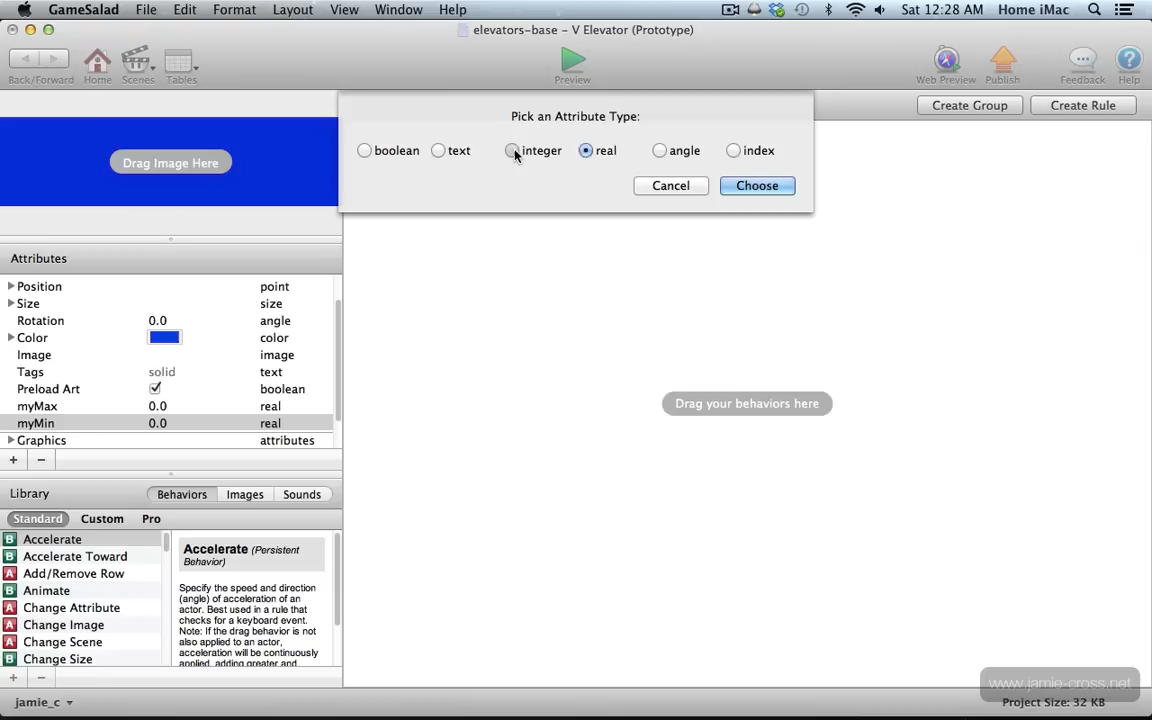 GameSalad File Edit Format Layout View Window Help Sat 12:28 AM Home iMac
elevators-base – V Elevator (Prototype)
Back/Forward Home Scenes Tables Preview Web Preview Publish Feedback Help
Create Group Create Rule
Pick an Attribute Type:
boolean text integer real angle index
Cancel Choose
Drag Image Here
Attributes
Position point
Size size
Rotation 0.0 angle
Color color
Image image
Tags solid text
Preload Art boolean
myMax 0.0 real
myMin 0.0 real
Graphics attributes
+ −
Drag your behaviors here
Library Behaviors Images Sounds
Standard Custom Pro
B Accelerate
B Accelerate Toward
A Add/Remove Row
B Animate
A Change Attribute
A Change Image
A Change Scene
B Change Size
Accelerate (Persistent
Behavior)
Specify the speed and direction
(angle) of acceleration of an
actor. Best used in a rule that
checks for a keyboard event.
Note: If the drag behavior is not
also applied to an actor,
acceleration will be continuously
applied, adding greater and
+ −
www.jamie-cross.net
jamie_c Project Size: 32 KB